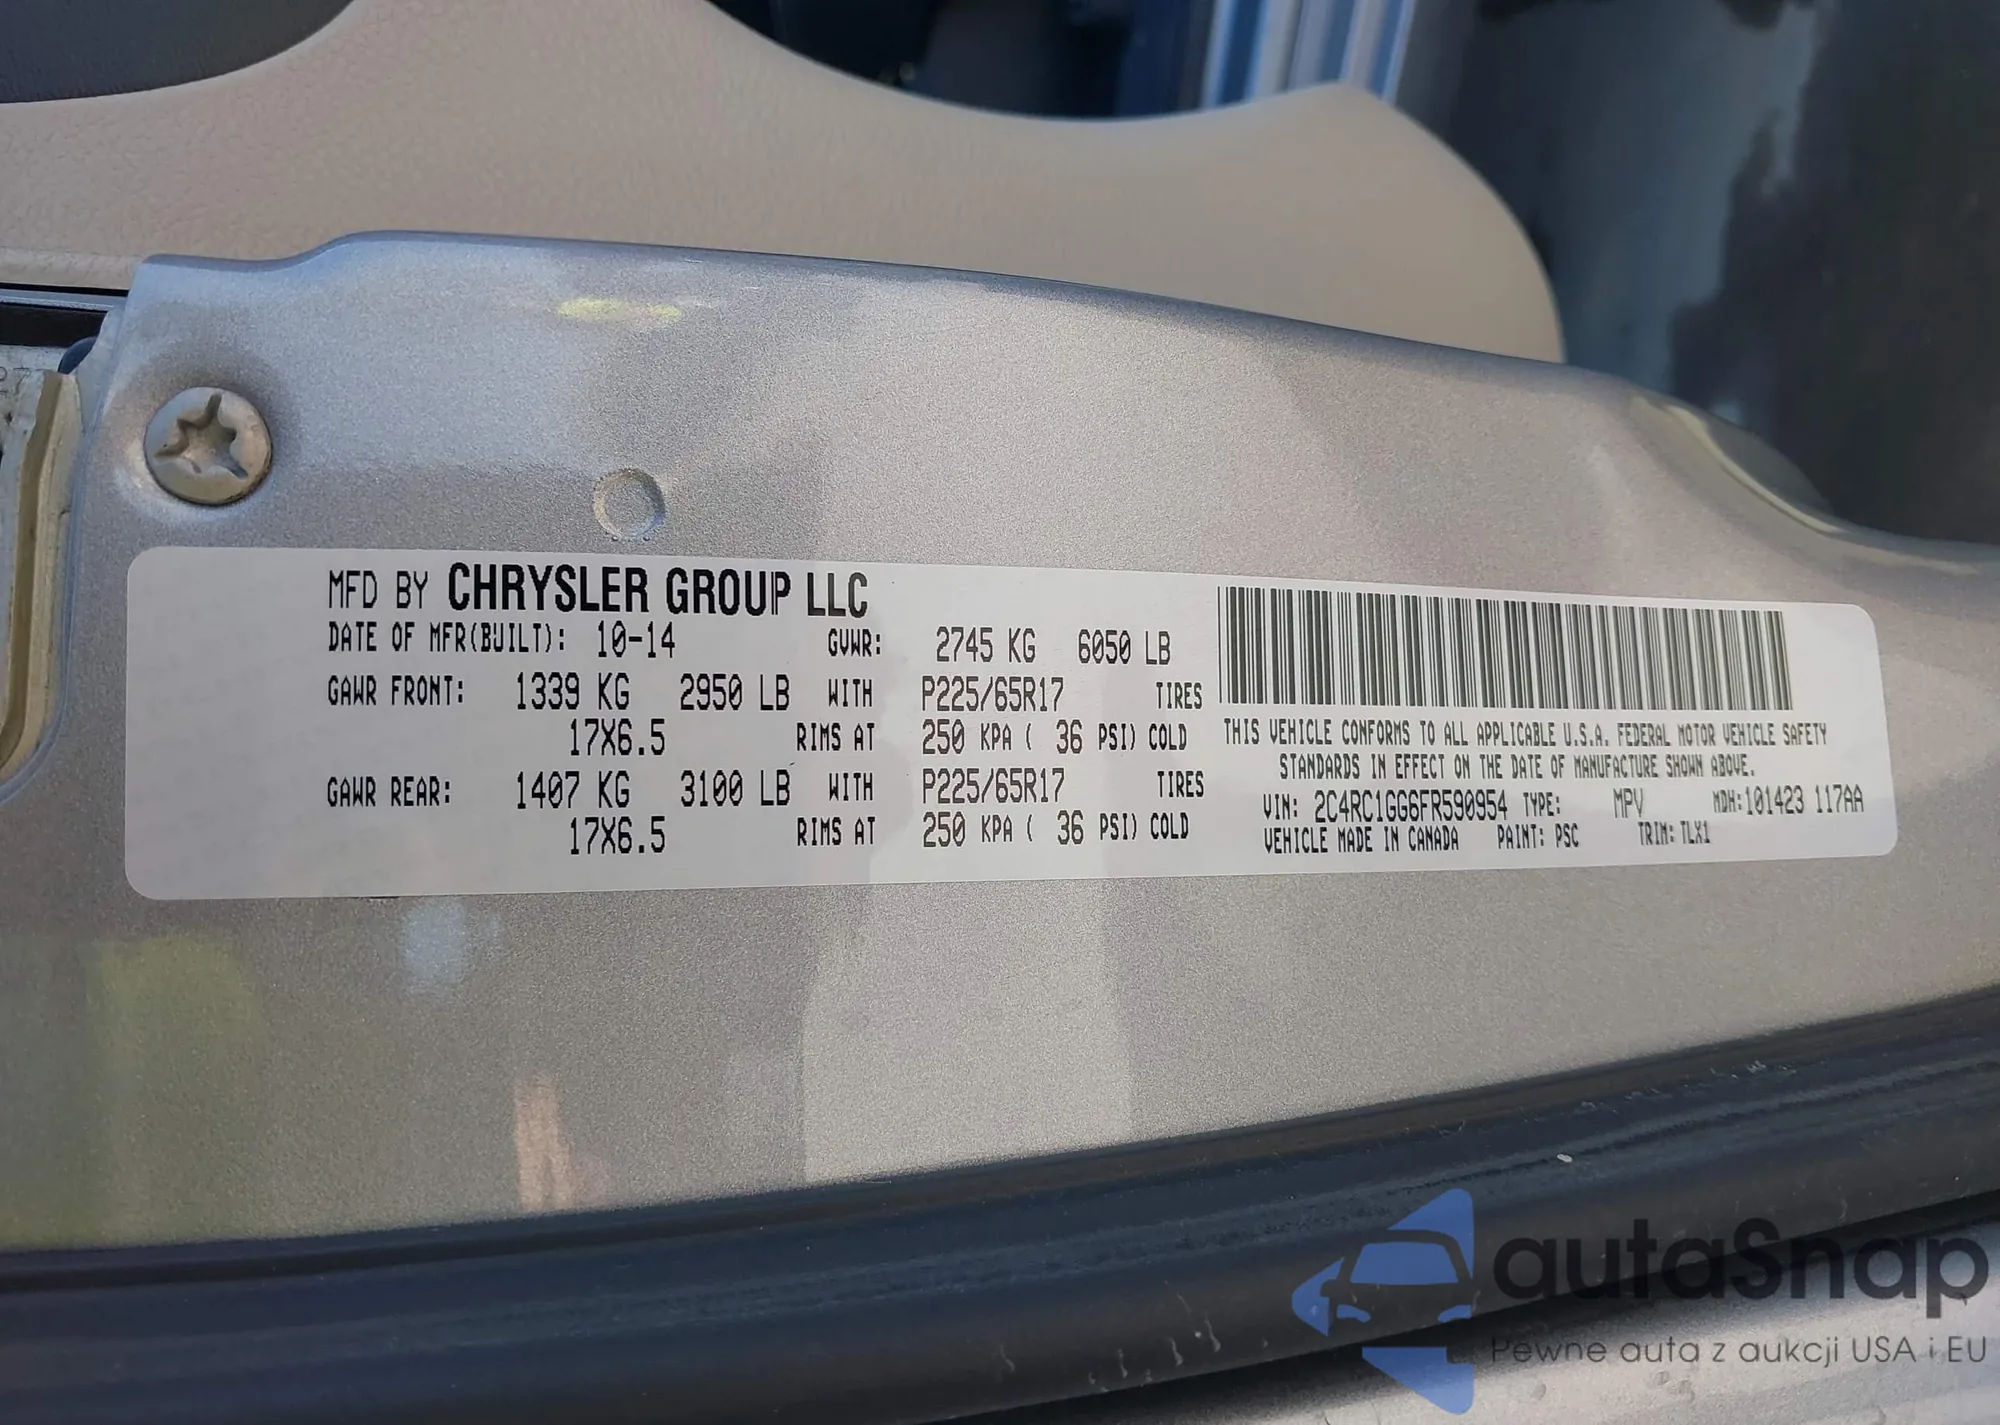 MFD BY CHRYSLER GROUP LLC
DATE OF MFR(BUILT): 10-14 GVWR: 2745 KG 6050 LB
GAWR FRONT: 1339 KG 2950 LB WITH P225/65R17 TIRES
17X6.5 RIMS AT 250 KPA ( 36 PSI) COLD
GAWR REAR: 1407 KG 3100 LB WITH P225/65R17 TIRES
17X6.5 RIMS AT 250 KPA ( 36 PSI) COLD
THIS VEHICLE CONFORMS TO ALL APPLICABLE U.S.A. FEDERAL MOTOR VEHICLE SAFETY
STANDARDS IN EFFECT ON THE DATE OF MANUFACTURE SHOWN ABOVE.
VIN: 2C4RC1GG6FR590954 TYPE: MPV MDH:101423 117AA
VEHICLE MADE IN CANADA PAINT: PSC TRIM: TLX1
autaSnap
Pewne auta z aukcji USA i EU